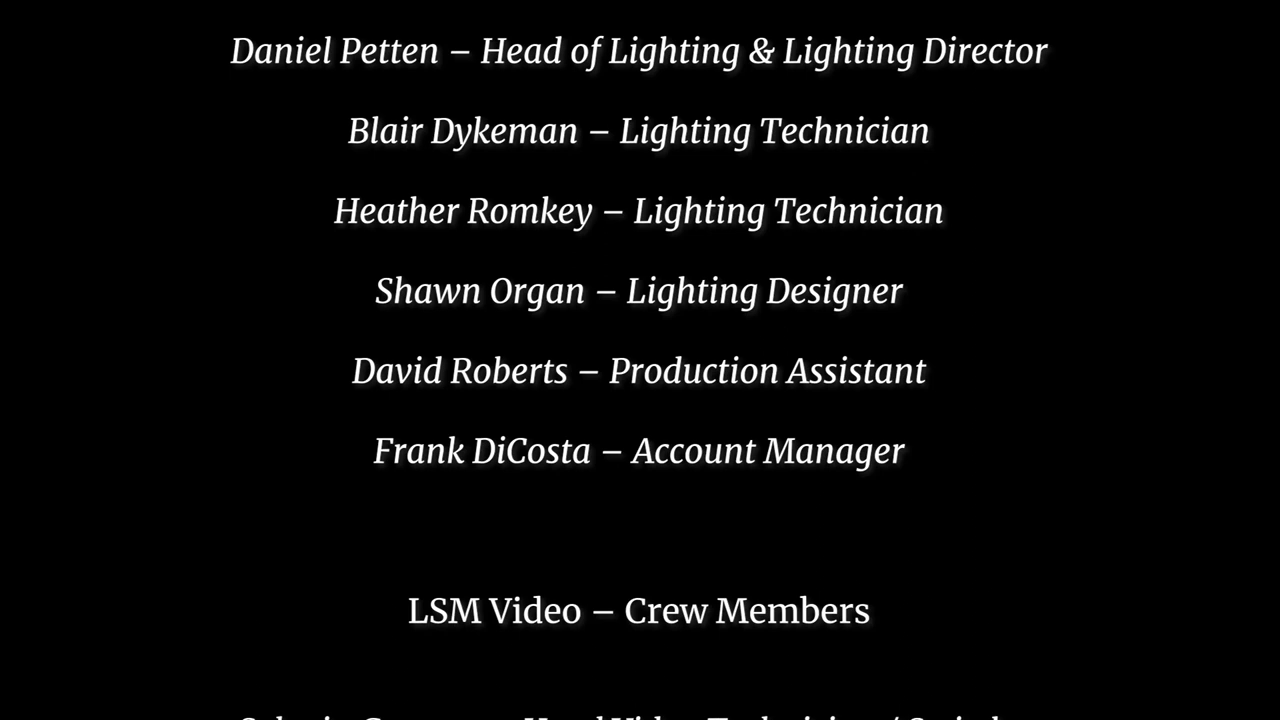 Daniel Petten – Head of Lighting & Lighting Director
Blair Dykeman – Lighting Technician
Heather Romkey – Lighting Technician
Shawn Organ – Lighting Designer
David Roberts – Production Assistant
Frank DiCosta – Account Manager
LSM Video – Crew Members